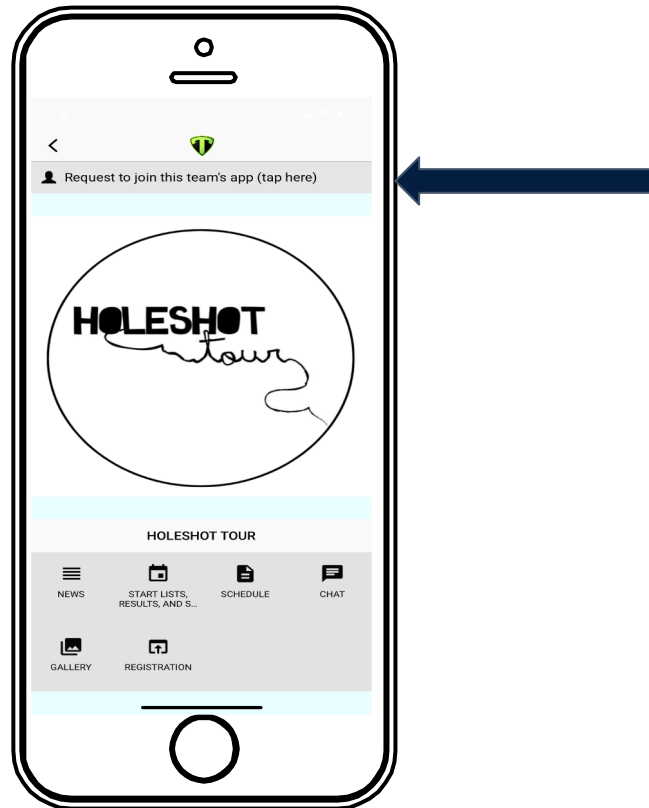 Request to join this team's app (tap here)
HOLESHOT
tour
HOLESHOT TOUR
NEWS
START LISTS,
RESULTS, AND S...
SCHEDULE
CHAT
GALLERY
REGISTRATION